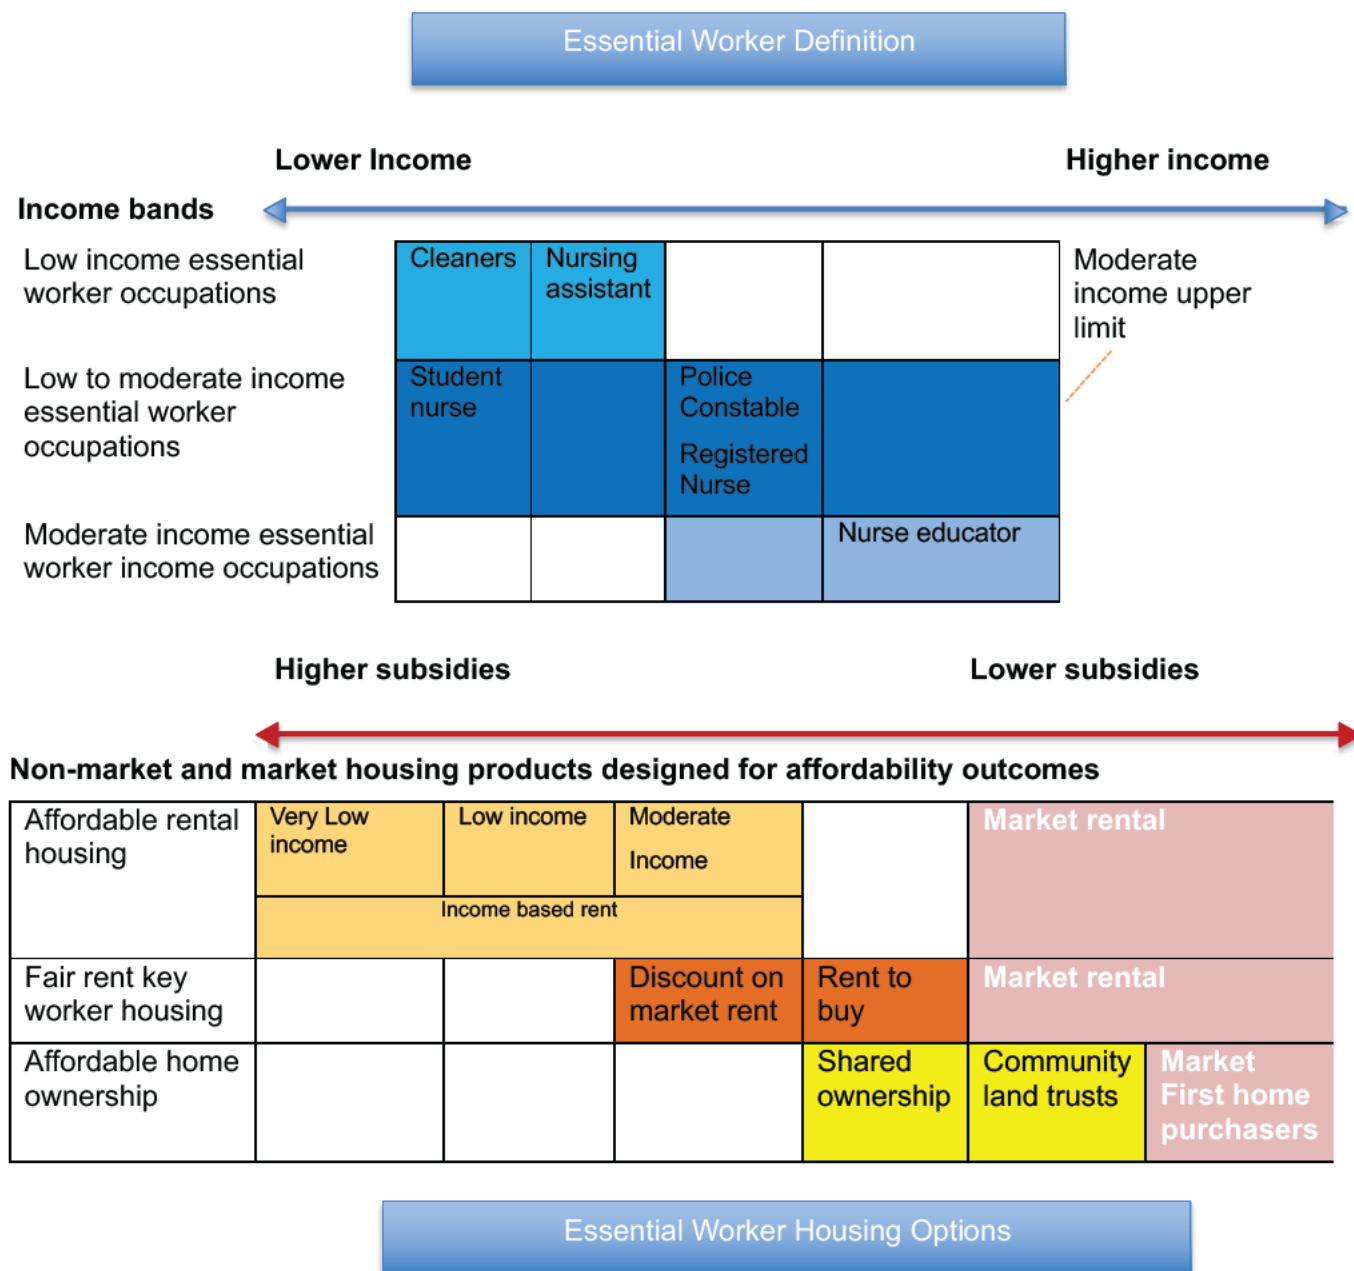 Essential Worker Definition
Lower Income
Higher income
Income bands
Low income essential
worker occupations
Cleaners
Nursing
assistant
Moderate
income upper
limit
Low to moderate income
essential worker
occupations
Student
nurse
Police
Constable
Registered
Nurse
Moderate income essential
worker income occupations
Nurse educator
Higher subsidies
Lower subsidies
Non-market and market housing products designed for affordability outcomes
Affordable rental
housing
Very Low
income
Low income
Moderate
Income
Market rental
Income based rent
Fair rent key
worker housing
Discount on
market rent
Rent to
buy
Market rental
Affordable home
ownership
Shared
ownership
Community
land trusts
Market
First home
purchasers
Essential Worker Housing Options